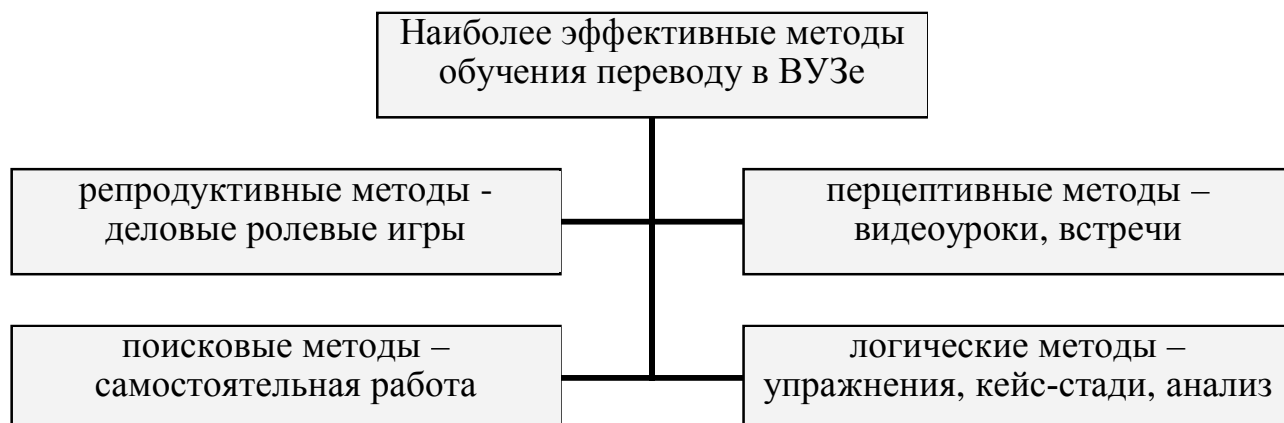 Наиболее эффективные методы
обучения переводу в ВУЗе
репродуктивные методы -
деловые ролевые игры
перцептивные методы –
видеоуроки, встречи
поисковые методы –
самостоятельная работа
логические методы –
упражнения, кейс-стади, анализ